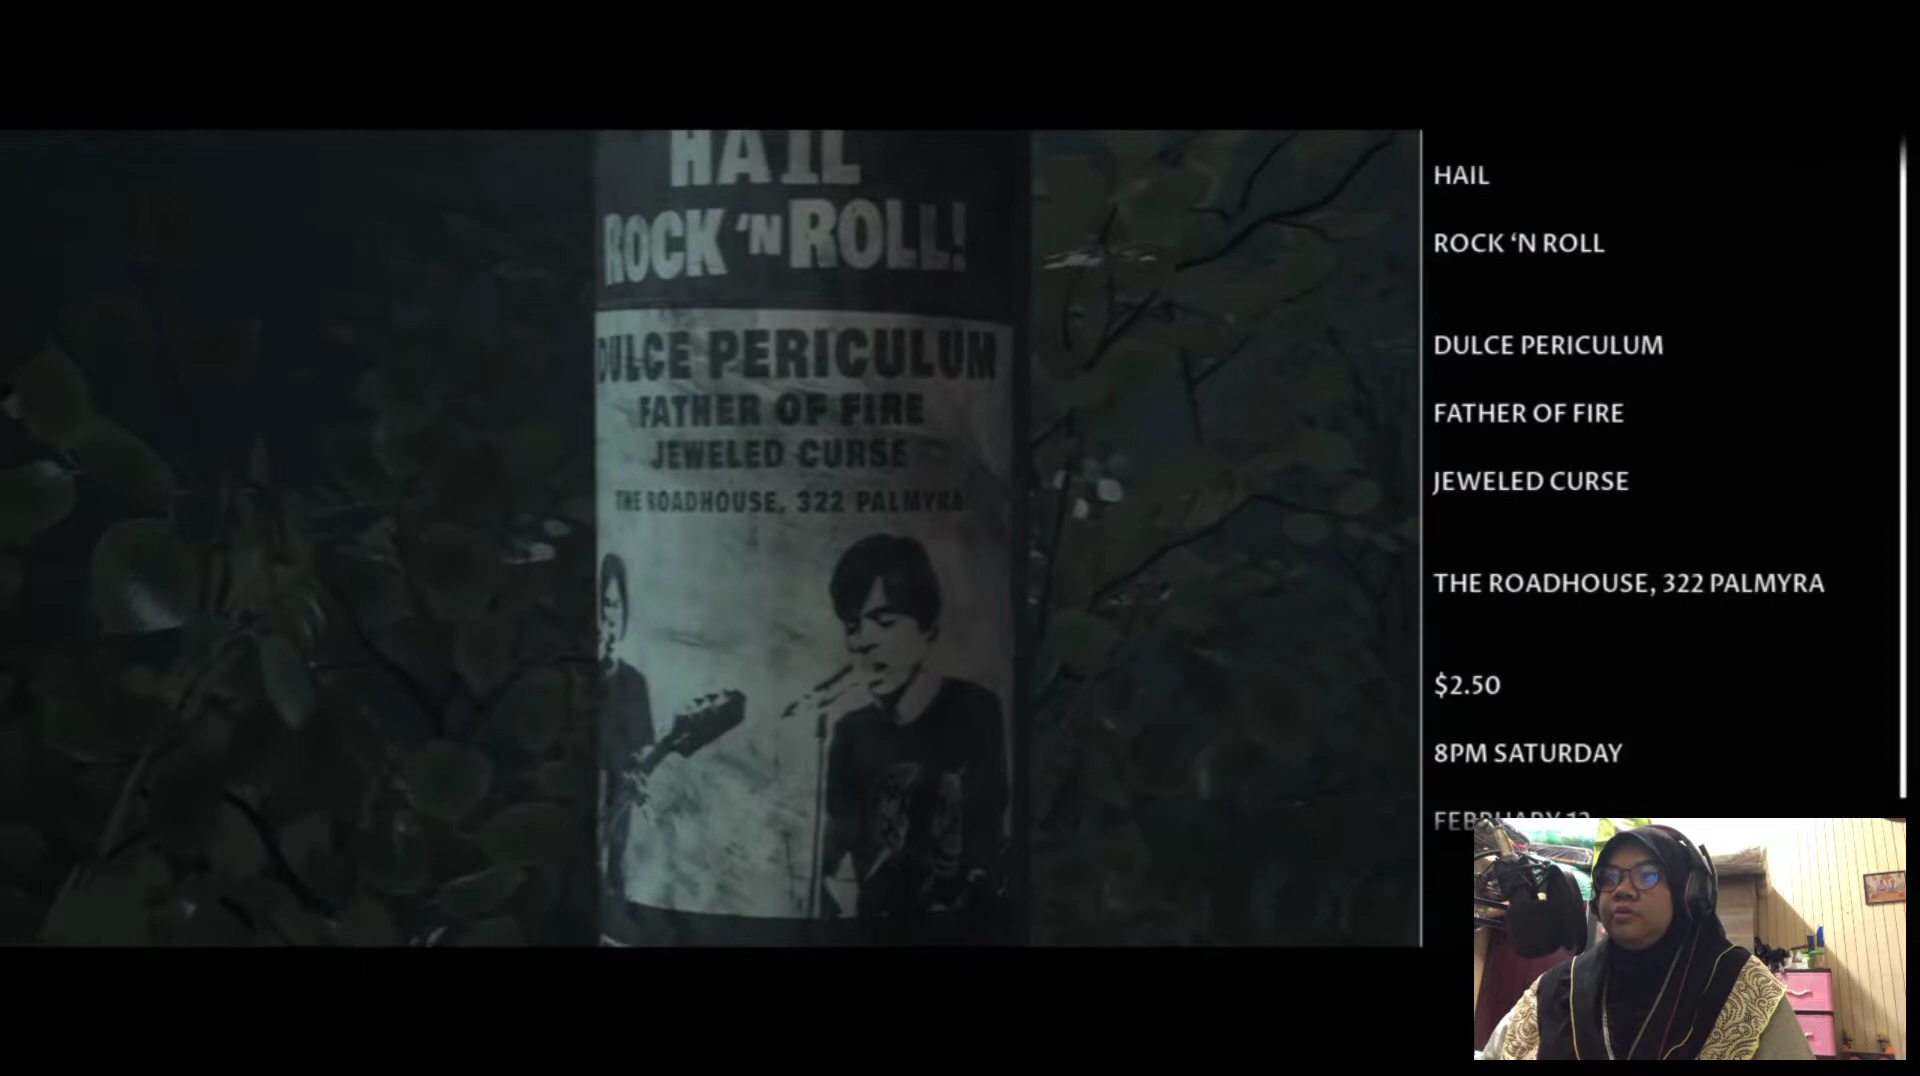 HAIL
ROCK 'N ROLL!
DULCE PERICULUM
FATHER OF FIRE
JEWELED CURSE
THE ROADHOUSE, 322 PALMYRA
HAIL
ROCK ‘N ROLL
DULCE PERICULUM
FATHER OF FIRE
JEWELED CURSE
THE ROADHOUSE, 322 PALMYRA
$2.50
8PM SATURDAY
FEBRUARY